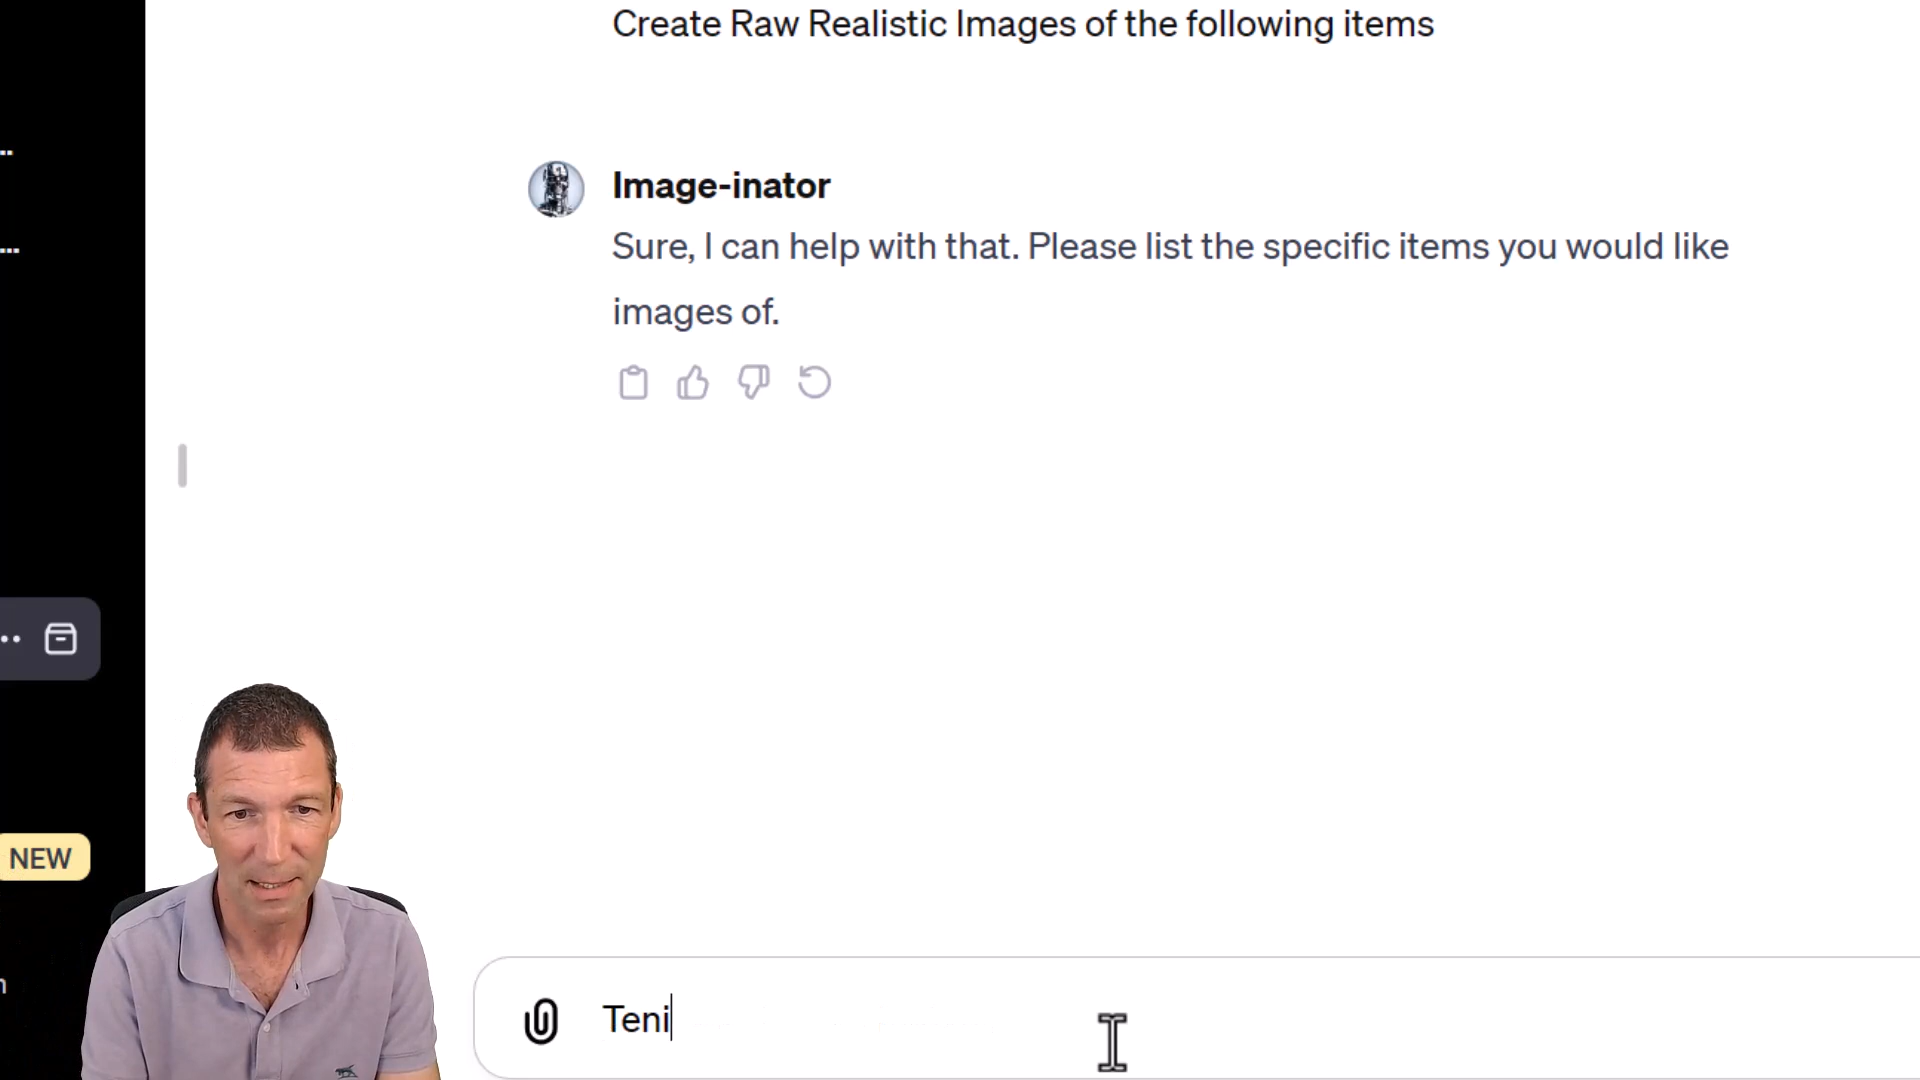 Create Raw Realistic Images of the following items
Image-inator
Sure, I can help with that. Please list the specific items you would like
images of.
NEW
Teni